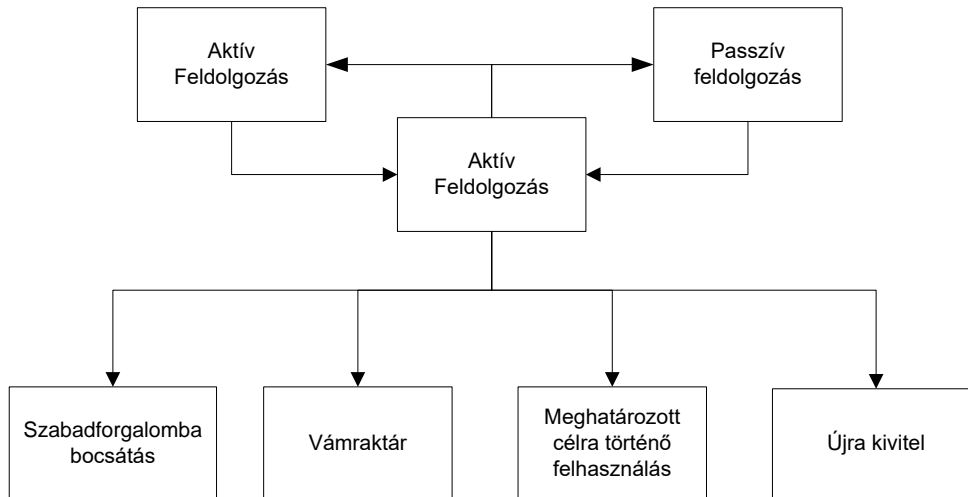 Aktív
Feldolgozás
Passzív
feldolgozás
Aktív
Feldolgozás
Szabadforgalomba
bocsátás
Vámraktár
Meghatározott
célra történő
felhasználás
Újra kivitel